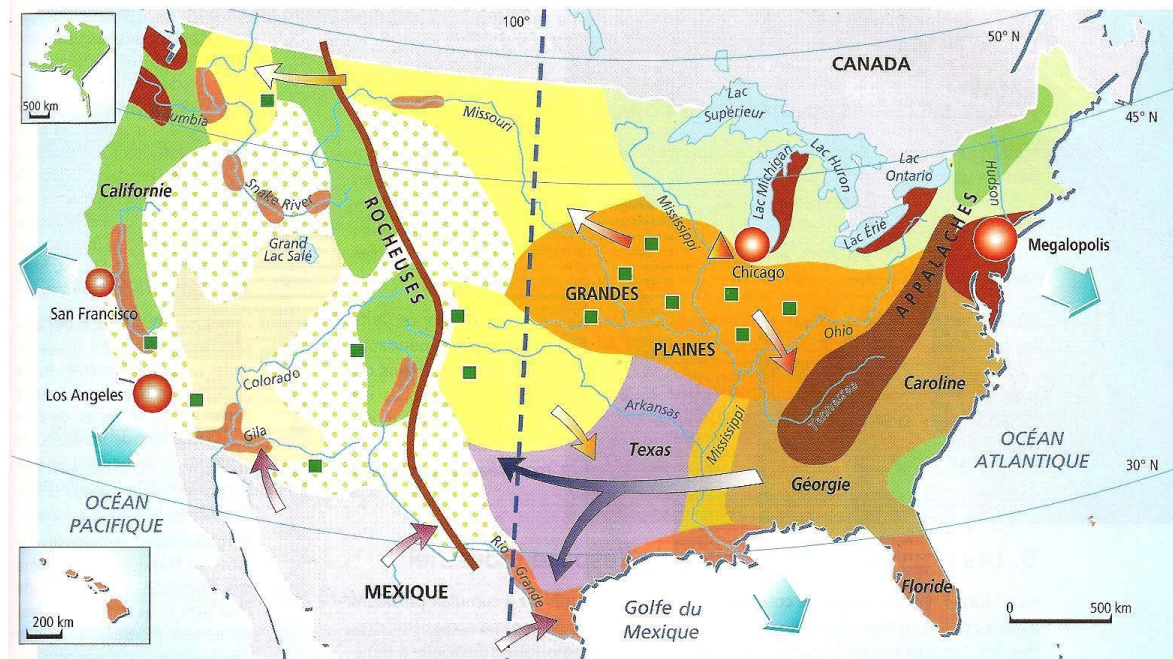 100°
50° N
CANADA
500 km
Lac
Supérieur
45° N
Missouri
Lac Huron
Lac Michigan
Lac
Ontario
Hudson
Californie
Snake River
Mississippi
Lac Érié
APPALACHES
ROCHEUSES
Grand
Lac Salé
Chicago
Megalopolis
GRANDES
San Francisco
PLAINES
Ohio
Colorado
Caroline
Los Angeles
Arkansas
Mississippi
Gila
Texas
OCÉAN
ATLANTIQUE
30° N
Géorgie
OCÉAN
PACIFIQUE
Rio Grande
MEXIQUE
Floride
Golfe du
Mexique
0 500 km
200 km